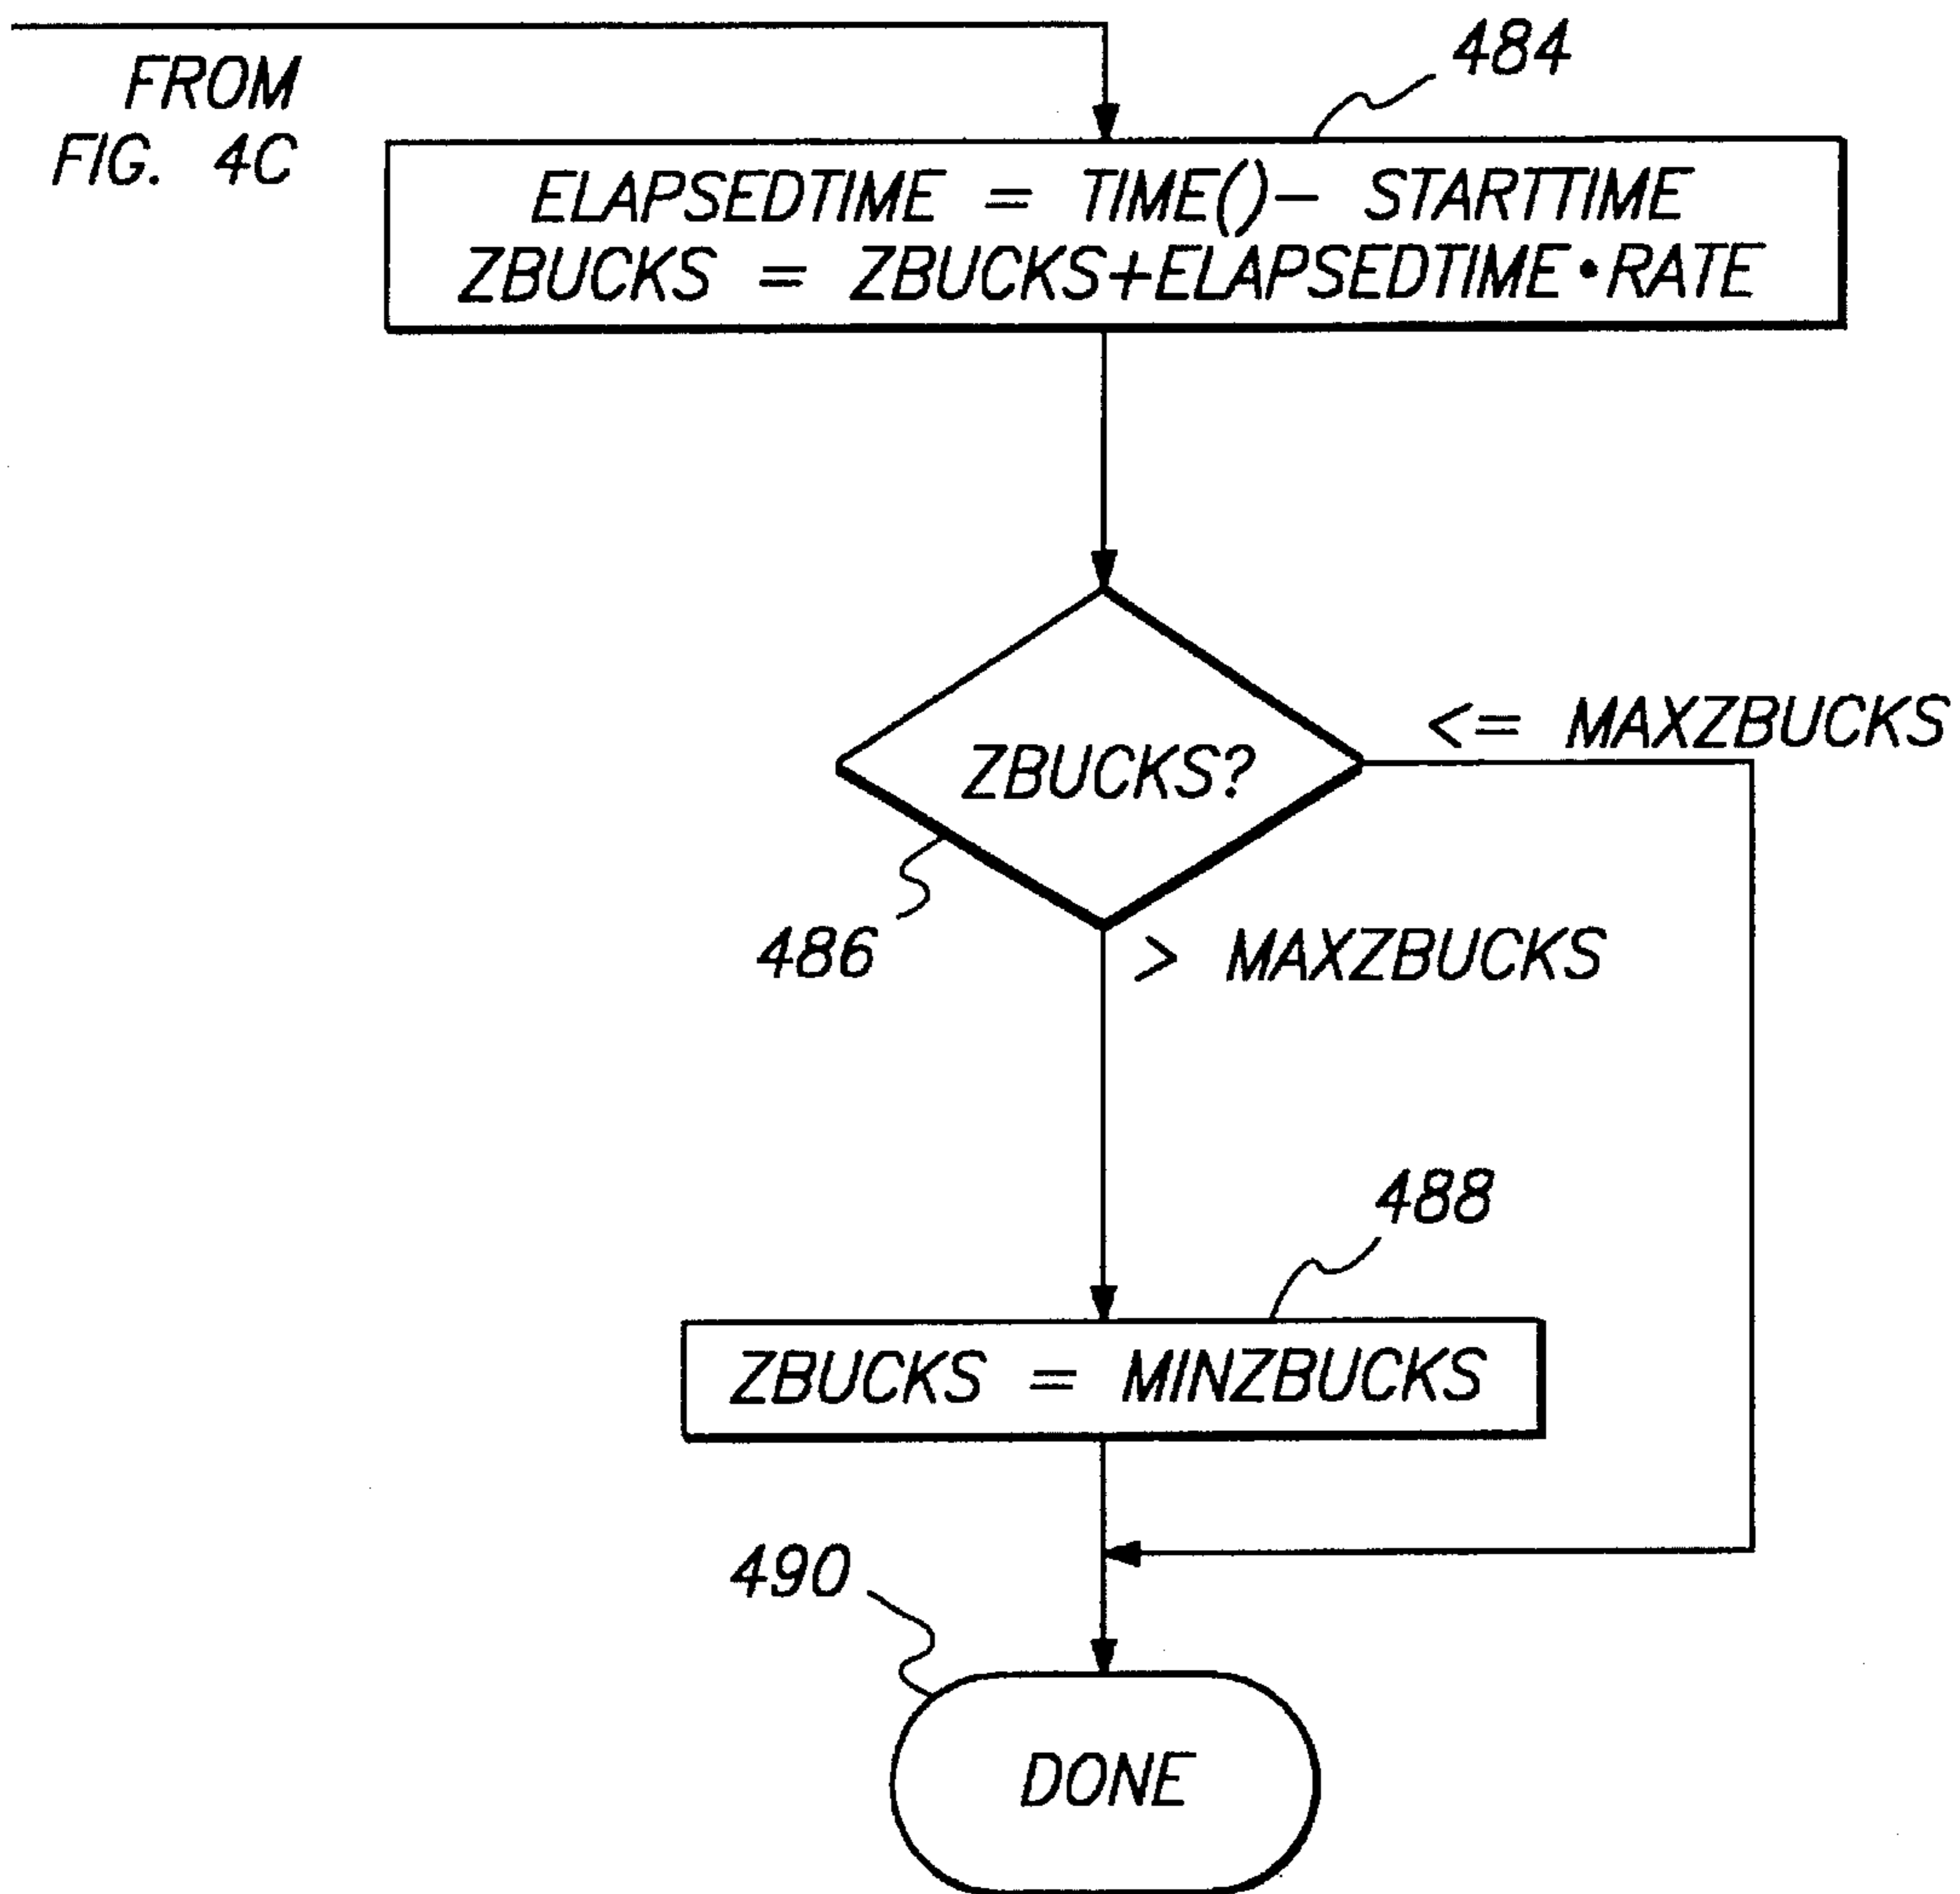 FROM
FIG. 4C
484
ELAPSEDTIME = TIME()- STARTTIME
ZBUCKS = ZBUCKS+ELAPSEDTIME•RATE
<= MAXZBUCKS
ZBUCKS?
486
> MAXZBUCKS
488
ZBUCKS = MINZBUCKS
490
DONE